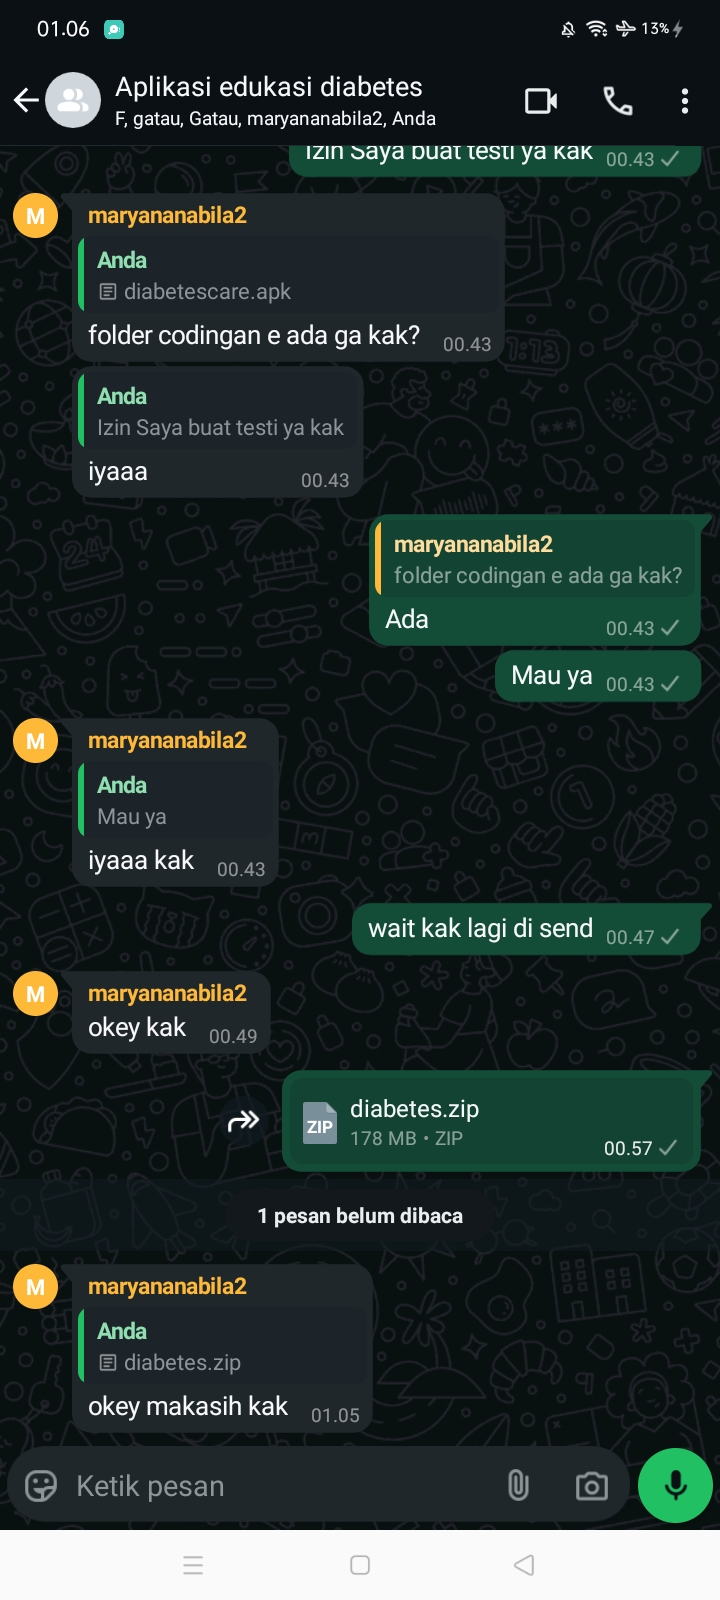 01.06
13%
Aplikasi edukasi diabetes
F, gatau, Gatau, maryananabila2, Anda
Izin Saya buat testi ya kak 00.43
M
maryananabila2
Anda
diabetescare.apk
folder codingan e ada ga kak? 00.43
Anda
Izin Saya buat testi ya kak
iyaaa 00.43
maryananabila2
folder codingan e ada ga kak?
Ada 00.43
Mau ya 00.43
M
maryananabila2
Anda
Mau ya
iyaaa kak 00.43
wait kak lagi di send 00.47
M
maryananabila2
okey kak 00.49
ZIP
diabetes.zip
178 MB • ZIP
00.57
1 pesan belum dibaca
M
maryananabila2
Anda
diabetes.zip
okey makasih kak 01.05
Ketik pesan